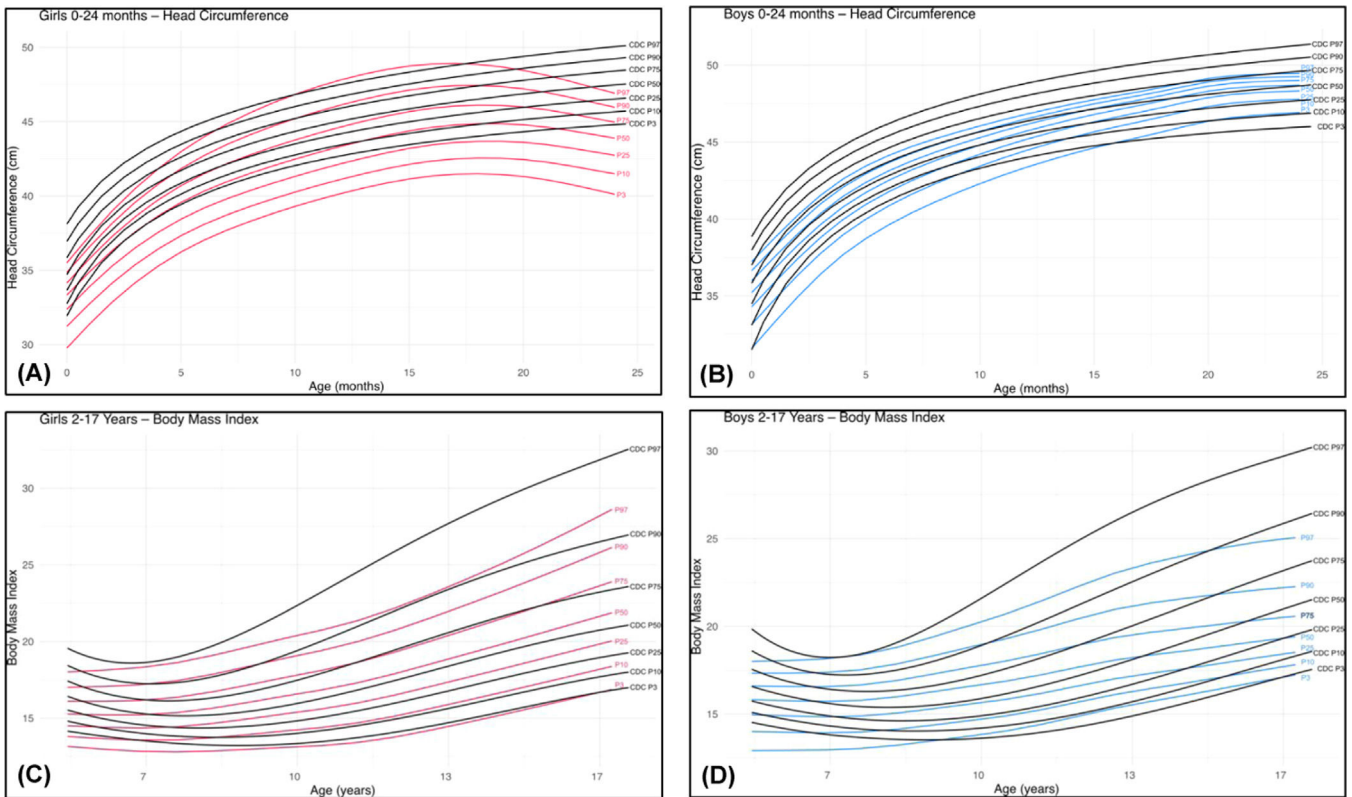 Girls 0-24 months – Head Circumference
Head Circumference (cm)
50
45
40
35
30
CDC P97
CDC P90
CDC P75
CDC P50
CDC P25
CDC P10
CDC P3
P97
P90
P75
P50
P25
P10
P3
0
5
10
15
20
25
Age (months)
(A)
Boys 0-24 months – Head Circumference
Head Circumference (cm)
50
45
40
35
CDC P97
CDC P90
CDC P75
CDC P50
CDC P25
CDC P10
CDC P3
0
5
10
15
20
25
Age (months)
(B)
Girls 2-17 Years – Body Mass Index
Body Mass Index
30
25
20
15
CDC P97
P97
CDC P90
P90
P75
CDC P75
P50
CDC P50
P25
CDC P25
P10
CDC P10
P3
CDC P3
7
10
13
17
Age (years)
(C)
Boys 2-17 Years – Body Mass Index
Body Mass Index
30
25
20
15
CDC P97
CDC P90
P97
CDC P75
P90
CDC P50
P75
CDC P25
P50
P25
CDC P10
P10
CDC P3
P3
7
10
13
17
Age (years)
(D)